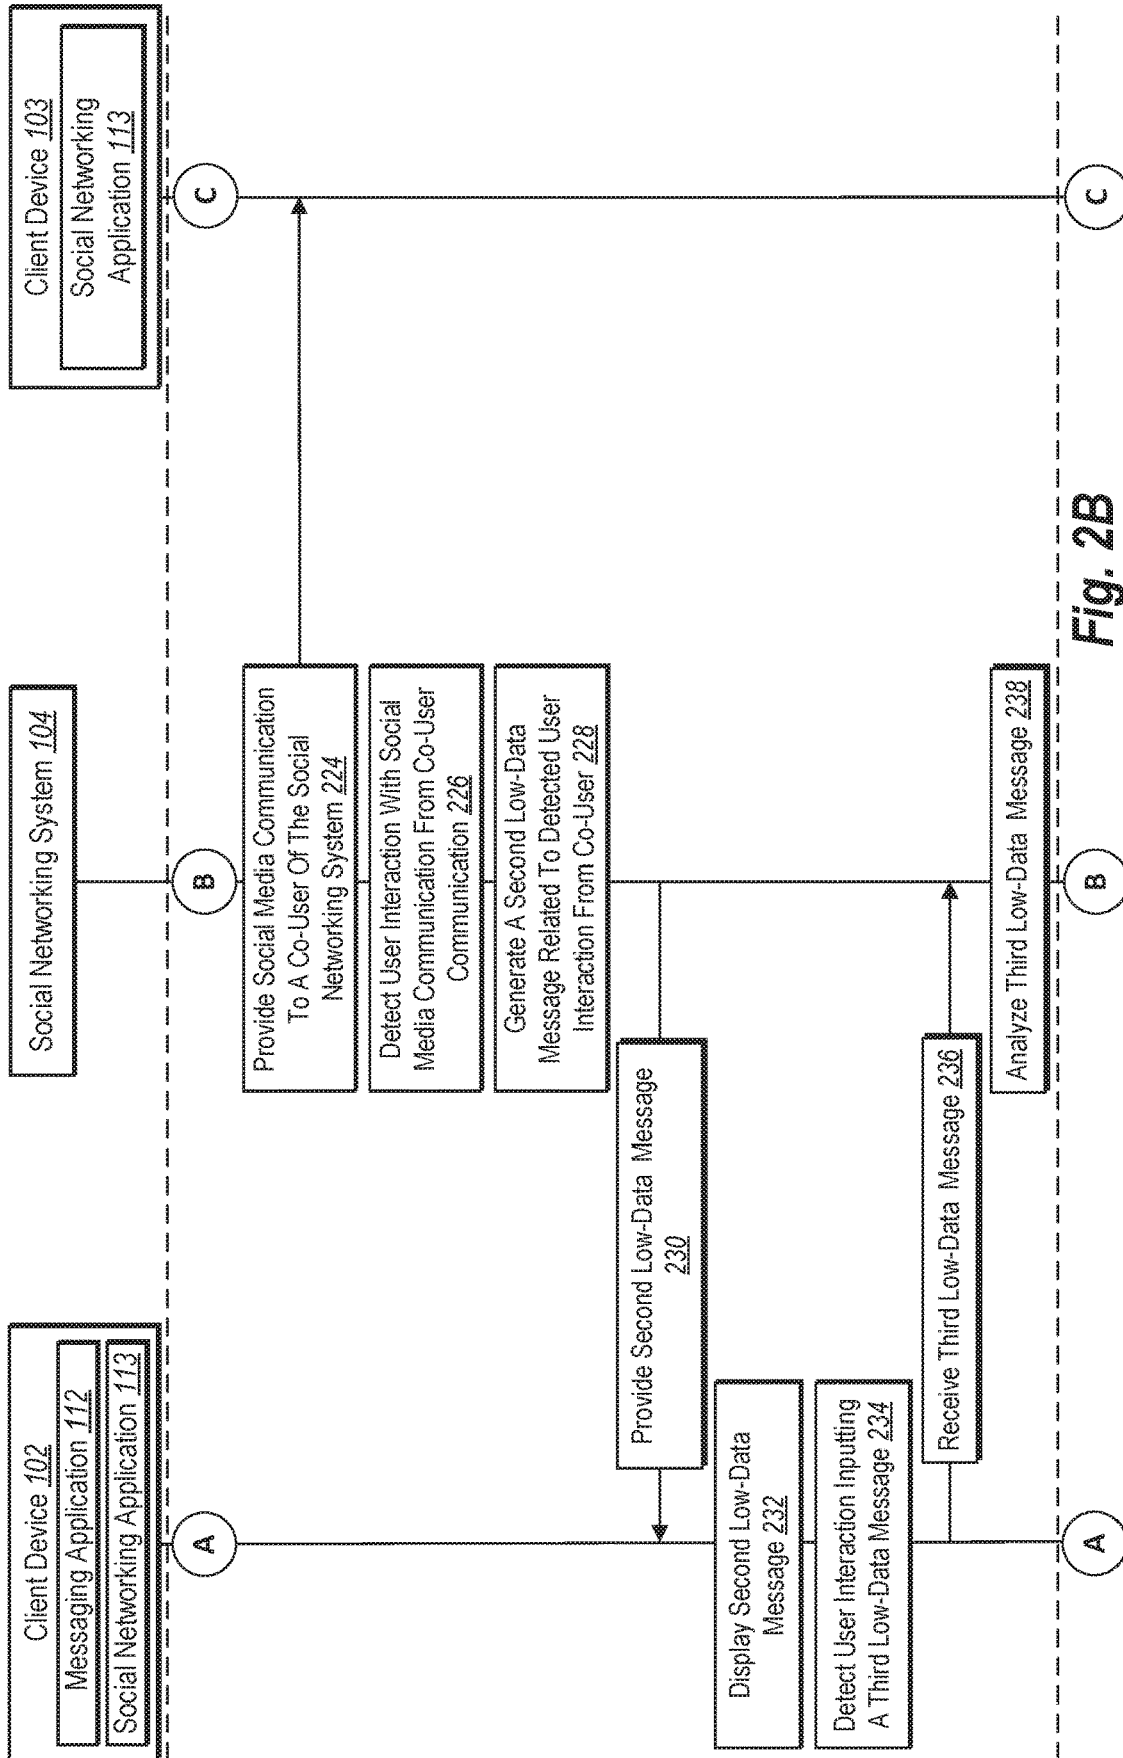 Client Device 102
Messaging Application 112
Social Networking Application 113
Social Networking System 104
Client Device 103
Social Networking
Application 113
A
B
C
Provide Social Media Communication
To A Co-User Of The Social
Networking System 224
Detect User Interaction With Social
Media Communication From Co-User
Communication 226
Generate A Second Low-Data
Message Related To Detected User
Interaction From Co-User 228
Provide Second Low-Data Message
230
Display Second Low-Data
Message 232
Detect User Interaction Inputting
A Third Low-Data Message 234
Receive Third Low-Data Message 236
Analyze Third Low-Data Message 238
A
B
C
Fig. 2B